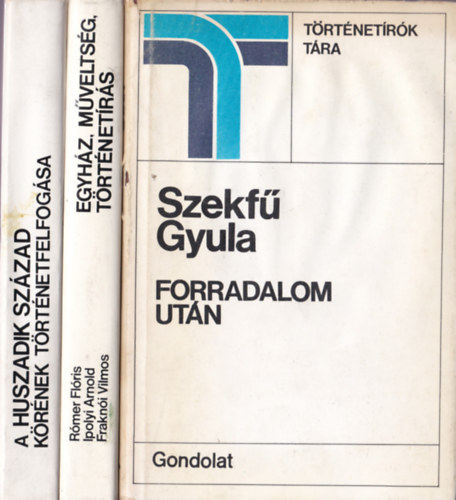 A HUSZADIK SZÁZAD
KÖRÉNEK TÖRTÉNETFELFOGÁSA
EGYHÁZ, MŰVELTSÉG,
TÖRTÉNETÍRÁS
Rómer Flóris
Ipolyi Arnold
Fraknói Vilmos
TÖRTÉNETÍRÓK
TÁRA
Szekfű
Gyula
FORRADALOM
UTÁN
Gondolat